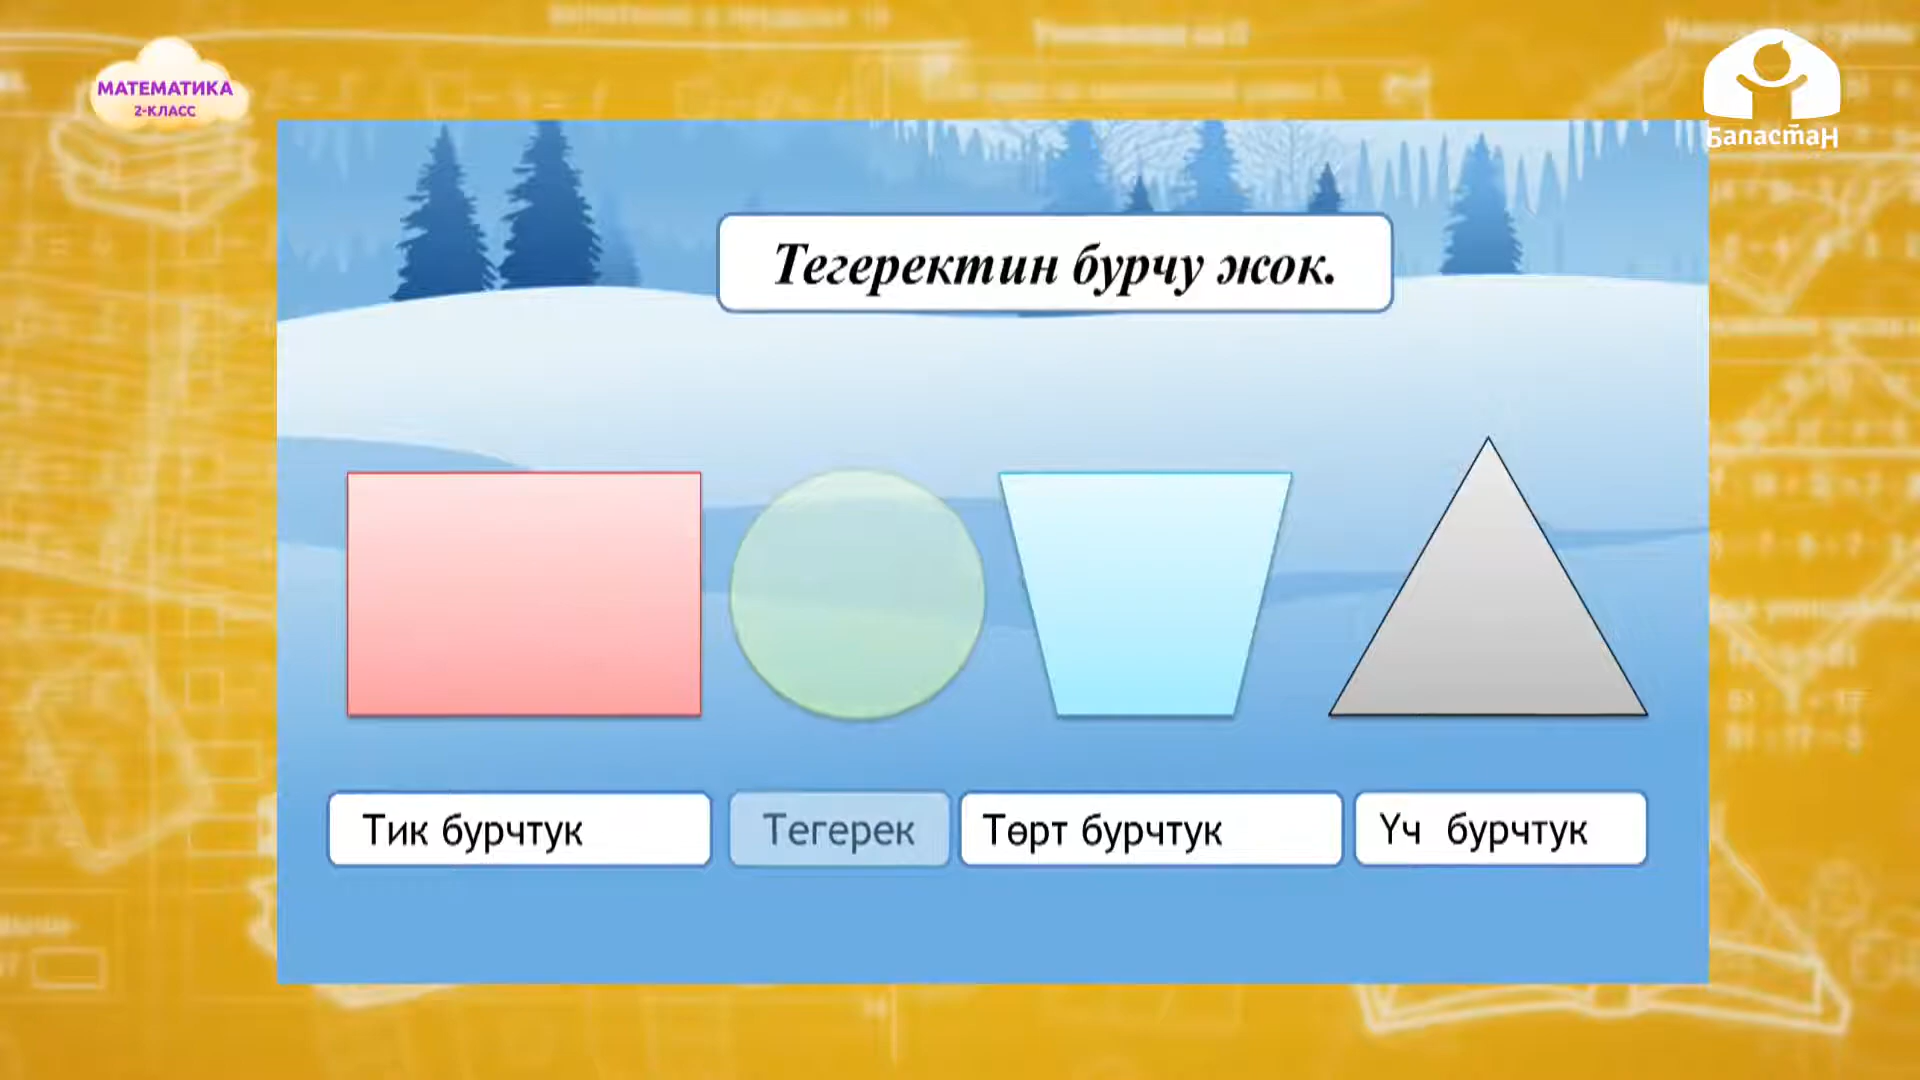 МАТЕМАТИКА
2-КЛАСС
Баластан
Тегеректин бурчу жок.
Тик бурчтук
Тегерек
Төрт бурчтук
Үч бурчтук